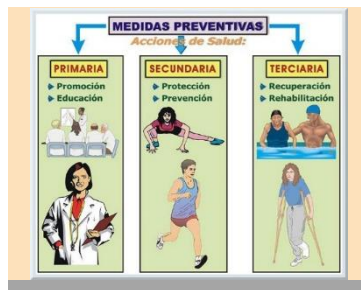 MEDIDAS PREVENTIVAS
Acciones de Salud:
PRIMARIA
Promoción
Educación
SECUNDARIA
Protección
Prevención
TERCIARIA
Recuperación
Rehabilitación